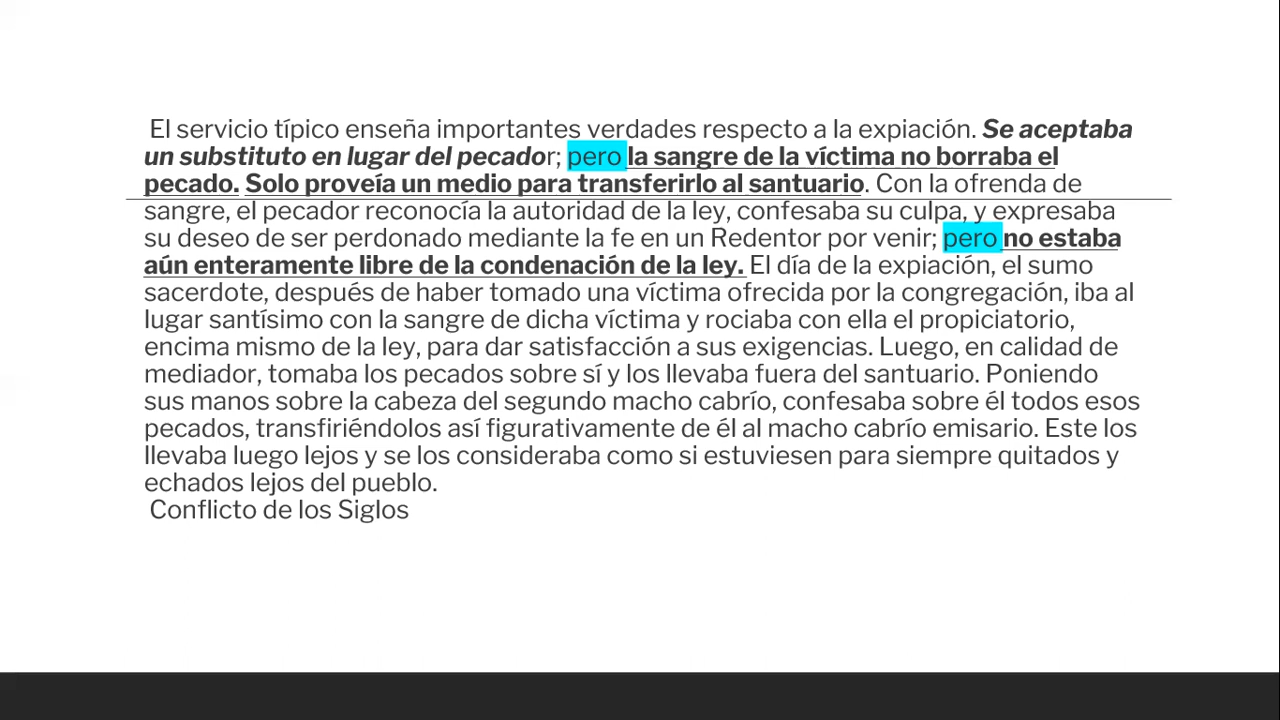 El servicio típico enseña importantes verdades respecto a la expiación. Se aceptaba
un substituto en lugar del pecador; pero la sangre de la víctima no borraba el
pecado. Solo proveía un medio para transferirlo al santuario. Con la ofrenda de
sangre, el pecador reconocía la autoridad de la ley, confesaba su culpa, y expresaba
su deseo de ser perdonado mediante la fe en un Redentor por venir; pero no estaba
aún enteramente libre de la condenación de la ley. El día de la expiación, el sumo
sacerdote, después de haber tomado una víctima ofrecida por la congregación, iba al
lugar santísimo con la sangre de dicha víctima y rociaba con ella el propiciatorio,
encima mismo de la ley, para dar satisfacción a sus exigencias. Luego, en calidad de
mediador, tomaba los pecados sobre sí y los llevaba fuera del santuario. Poniendo
sus manos sobre la cabeza del segundo macho cabrío, confesaba sobre él todos esos
pecados, transfiriéndolos así figurativamente de él al macho cabrío emisario. Este los
llevaba luego lejos y se los consideraba como si estuviesen para siempre quitados y
echados lejos del pueblo.
Conflicto de los Siglos